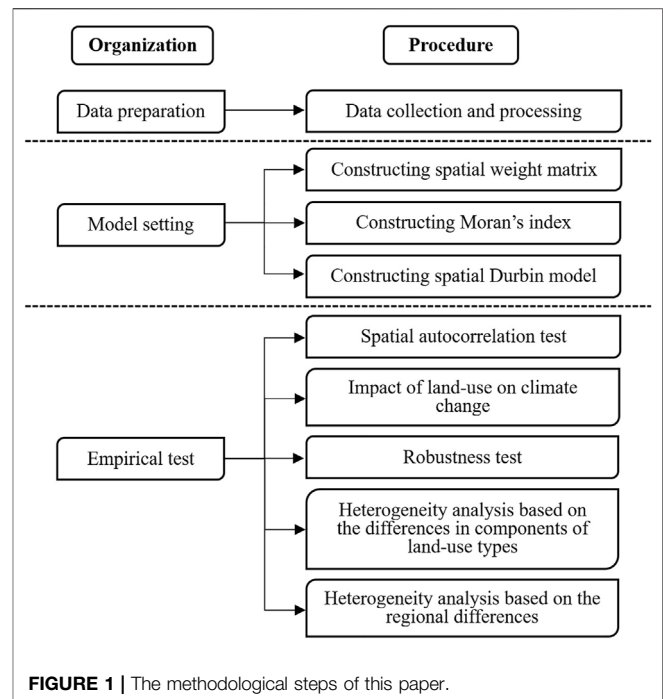 Organization
Procedure
Data preparation
Data collection and processing
Model setting
Constructing spatial weight matrix
Constructing Moran's index
Constructing spatial Durbin model
Empirical test
Spatial autocorrelation test
Impact of land-use on climate
change
Robustness test
Heterogeneity analysis based on
the differences in components of
land-use types
Heterogeneity analysis based on the
regional differences
FIGURE 1 | The methodological steps of this paper.